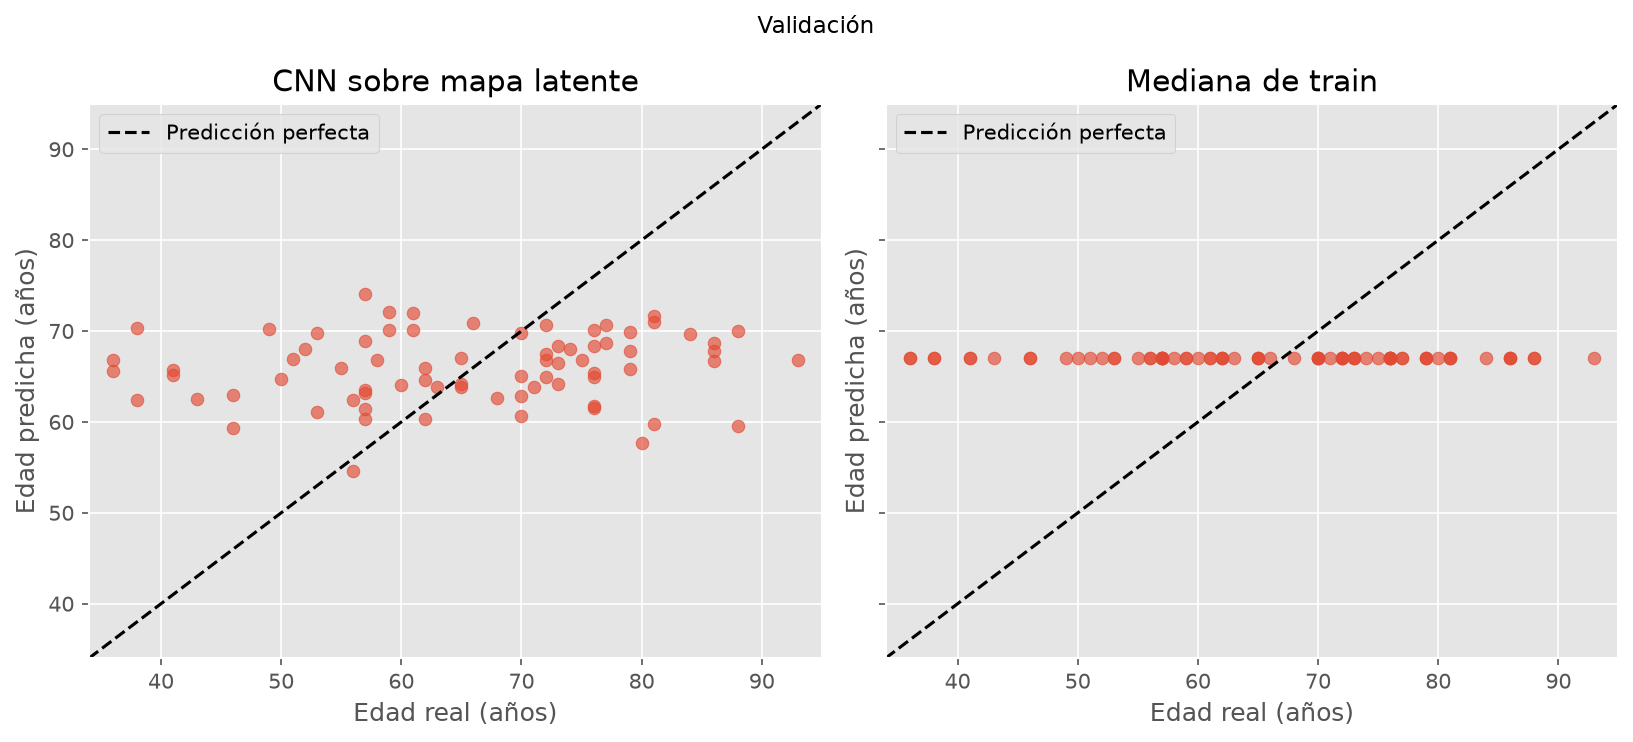 Validación
CNN sobre mapa latente
Predicción perfecta
90
80
70
60
50
40
Edad predicha (años)
40 50 60 70 80 90
Edad real (años)
Mediana de train
Predicción perfecta
Edad predicha (años)
40 50 60 70 80 90
Edad real (años)